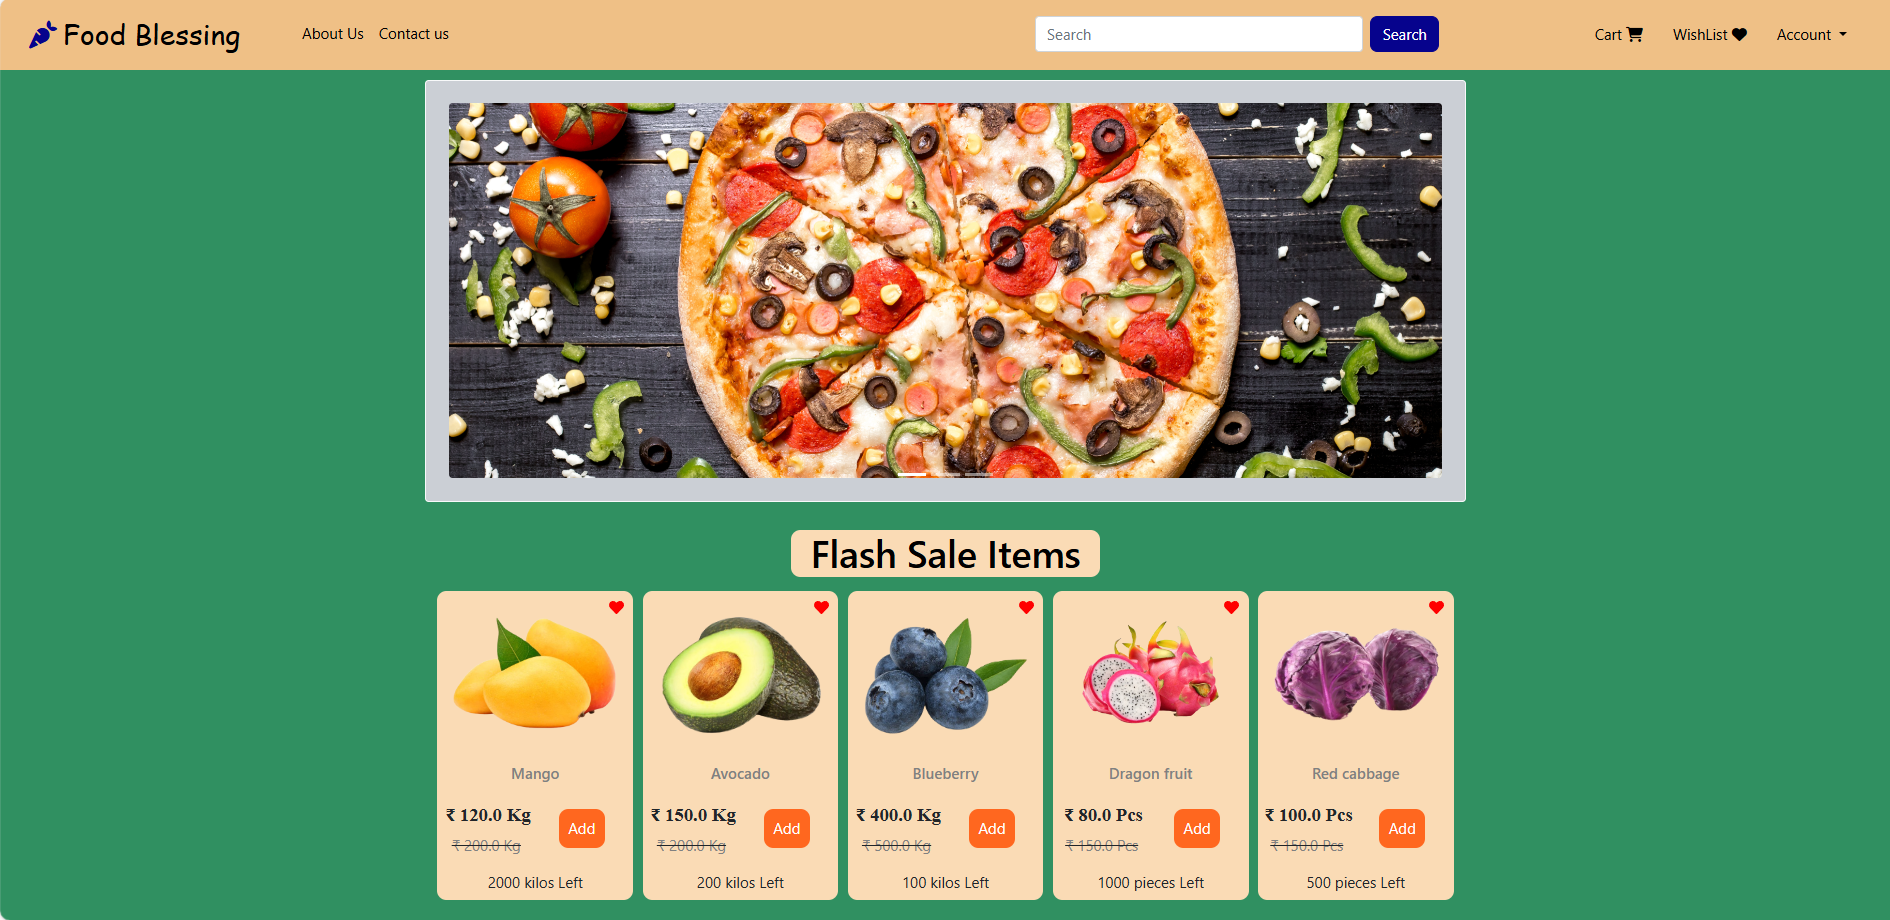 Food Blessing
About Us Contact us
Search
Search
Cart
WishList
Account
Flash Sale Items
Mango
₹ 120.0 Kg
Add
₹ 200.0 Kg
2000 kilos Left
Avocado
₹ 150.0 Kg
Add
₹ 200.0 Kg
200 kilos Left
Blueberry
₹ 400.0 Kg
Add
₹ 500.0 Kg
100 kilos Left
Dragon fruit
₹ 80.0 Pcs
Add
₹ 150.0 Pcs
1000 pieces Left
Red cabbage
₹ 100.0 Pcs
Add
₹ 150.0 Pcs
500 pieces Left